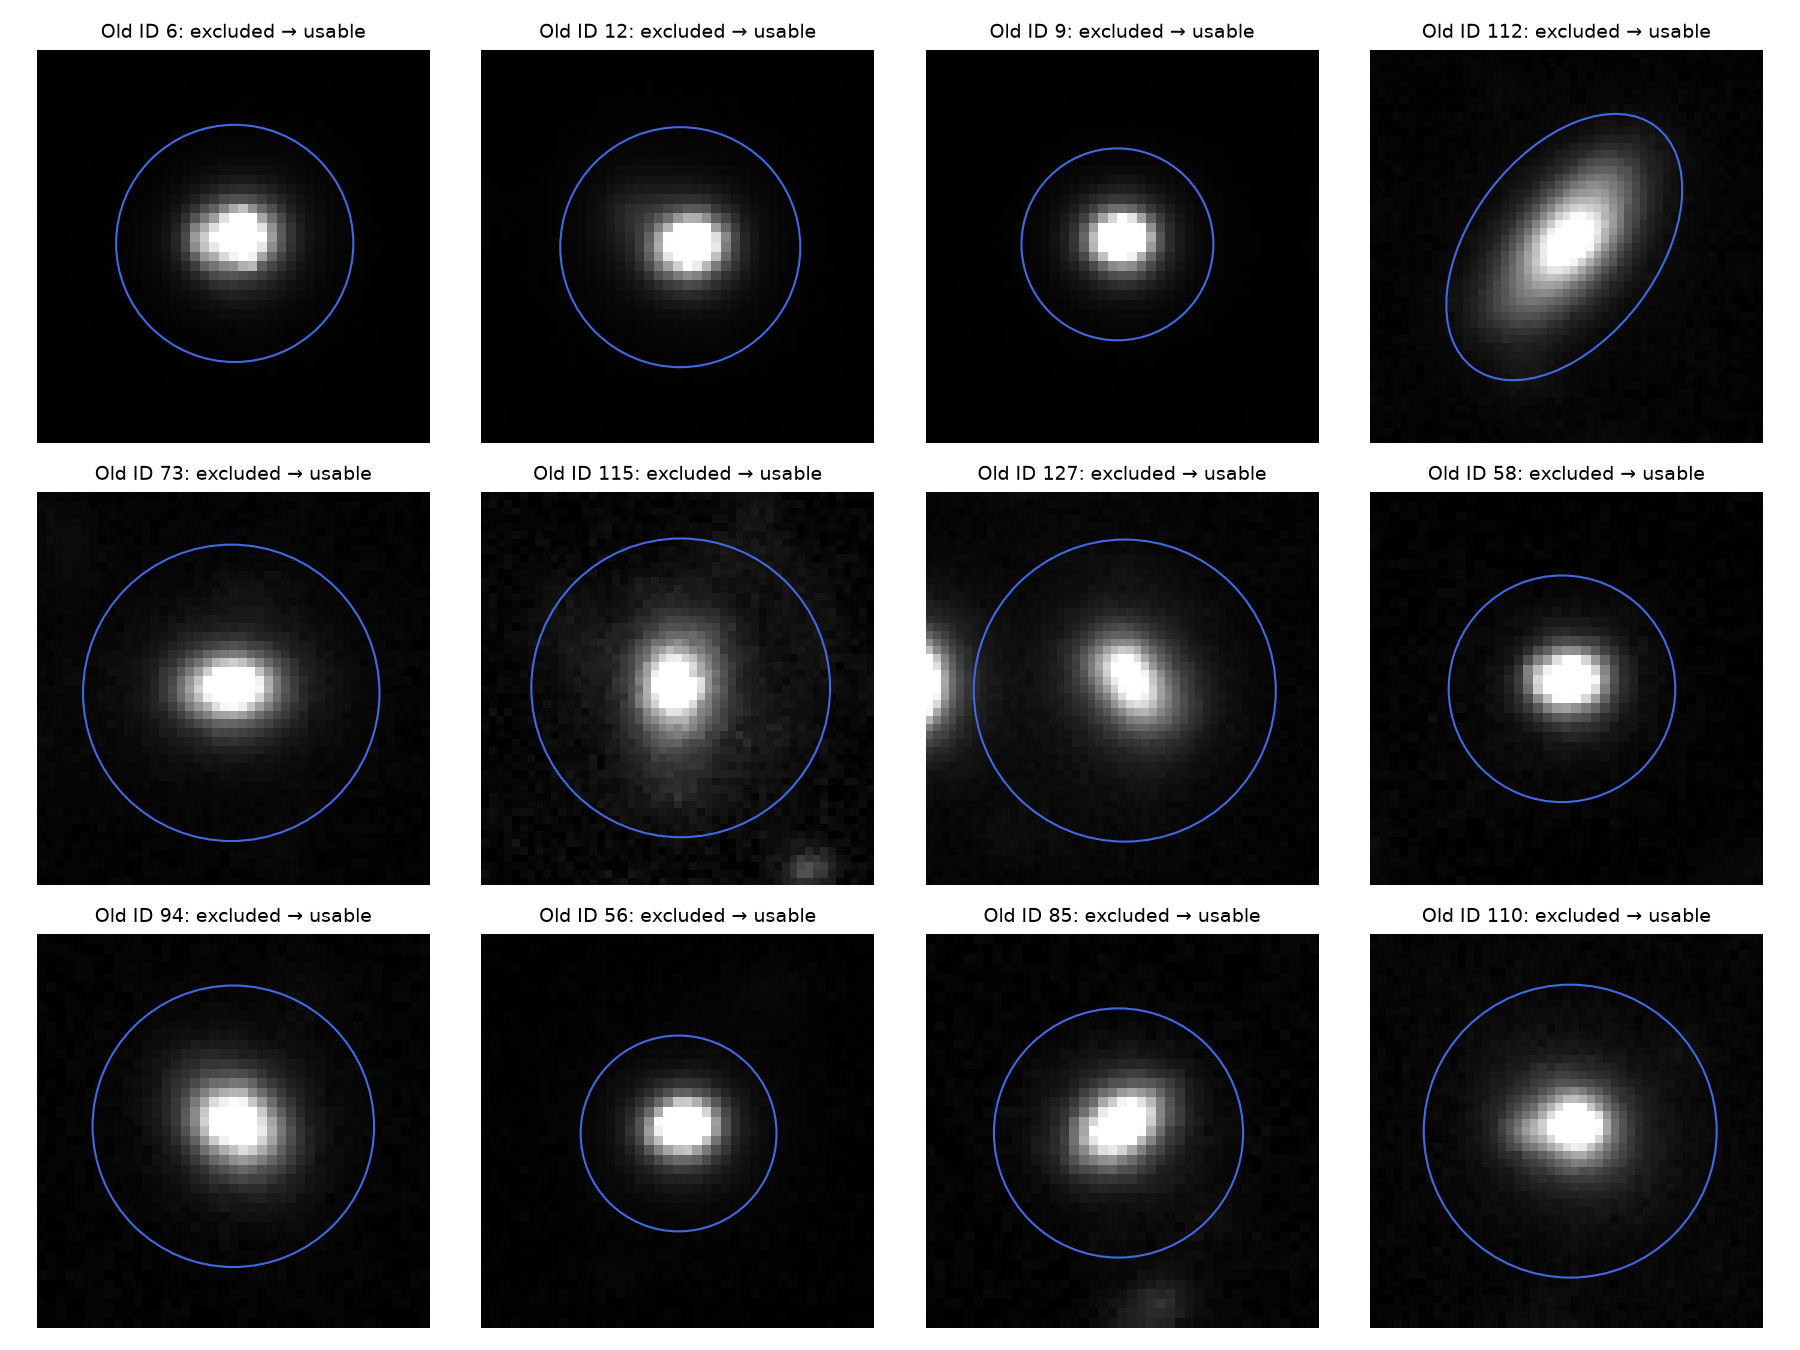 Old ID 6: excluded → usable
Old ID 12: excluded → usable
Old ID 9: excluded → usable
Old ID 112: excluded → usable
Old ID 73: excluded → usable
Old ID 115: excluded → usable
Old ID 127: excluded → usable
Old ID 58: excluded → usable
Old ID 94: excluded → usable
Old ID 56: excluded → usable
Old ID 85: excluded → usable
Old ID 110: excluded → usable